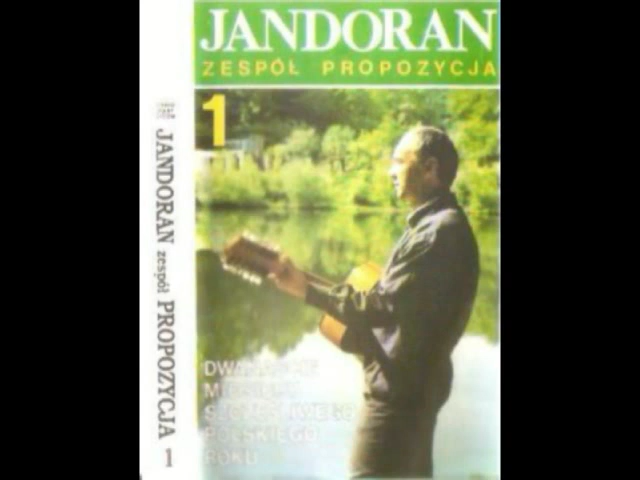 JANDORAN
ZESPÓŁ PROPOZYCJA
1
DWANAŚCIE
MIESIĘCY
SZCZĘŚLIWEGO
POLSKIEGO
ROKU
JANDORAN zespół PROPOZYCJA 1